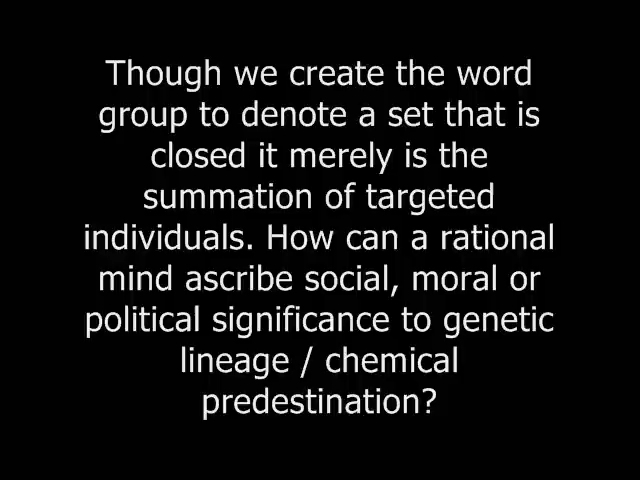 Though we create the word
group to denote a set that is
closed it merely is the
summation of targeted
individuals. How can a rational
mind ascribe social, moral or
political significance to genetic
lineage / chemical
predestination?